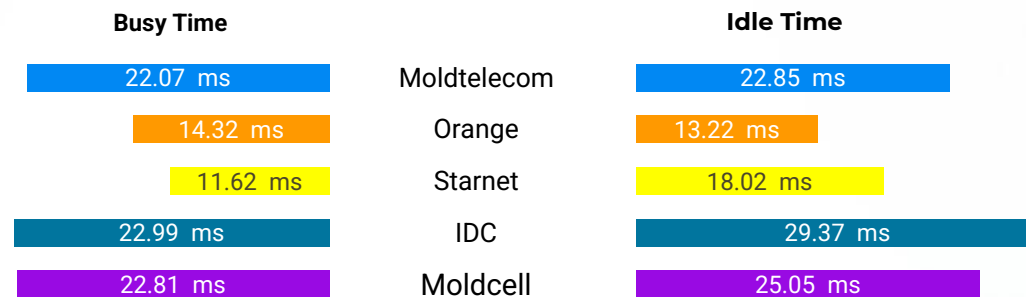 Busy Time Idle Time
22.07 ms Moldtelecom 22.85 ms
14.32 ms Orange 13.22 ms
11.62 ms Starnet 18.02 ms
22.99 ms IDC 29.37 ms
22.81 ms Moldcell 25.05 ms